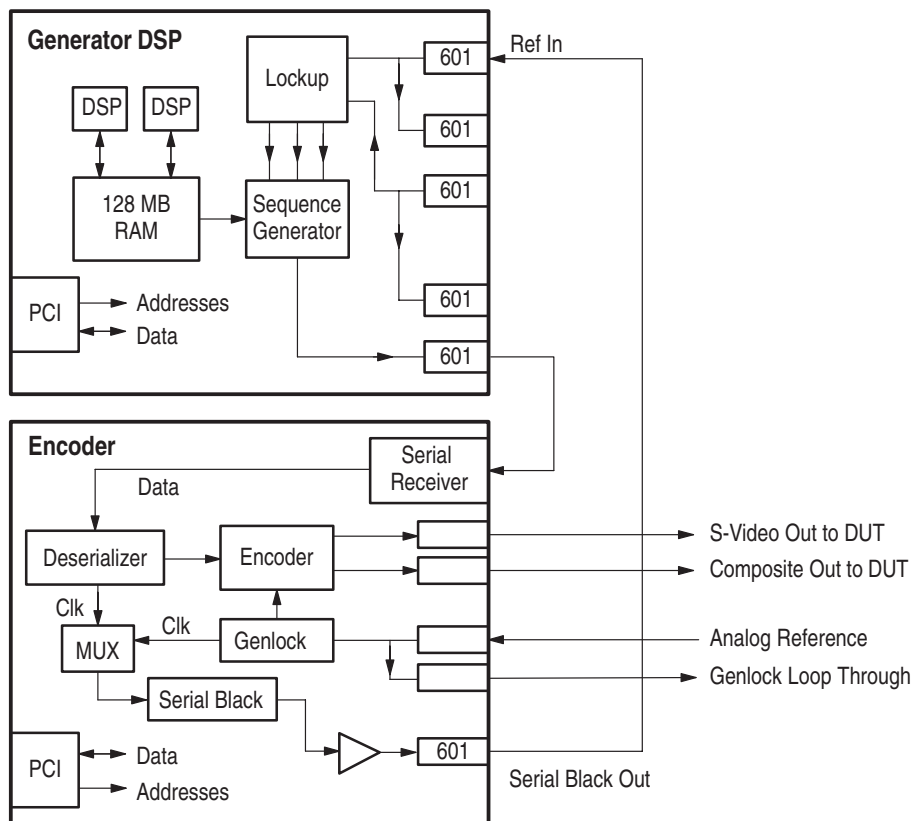 Generator DSP
Lockup
601
Ref In
DSP
DSP
601
128 MB
RAM
Sequence
Generator
601
PCI
Addresses
Data
601
601
Encoder
Serial
Receiver
Data
Deserializer
Encoder
S-Video Out to DUT
Composite Out to DUT
Clk
MUX
Clk
Genlock
Analog Reference
Genlock Loop Through
Serial Black
PCI
Data
Addresses
601
Serial Black Out